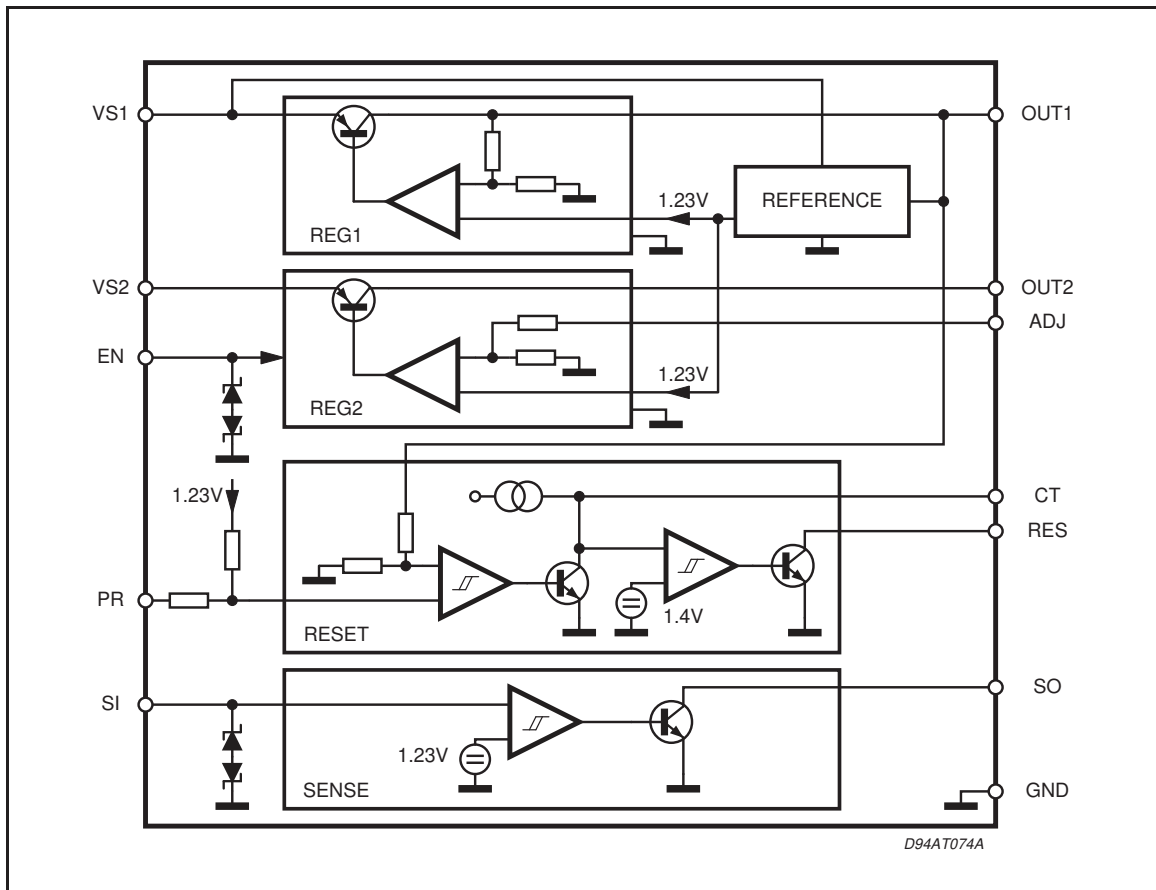 VS1
OUT1
1.23V
REFERENCE
REG1
VS2
OUT2
ADJ
EN
1.23V
REG2
1.23V
CT
RES
PR
1.4V
RESET
SI
SO
1.23V
SENSE
GND
D94AT074A